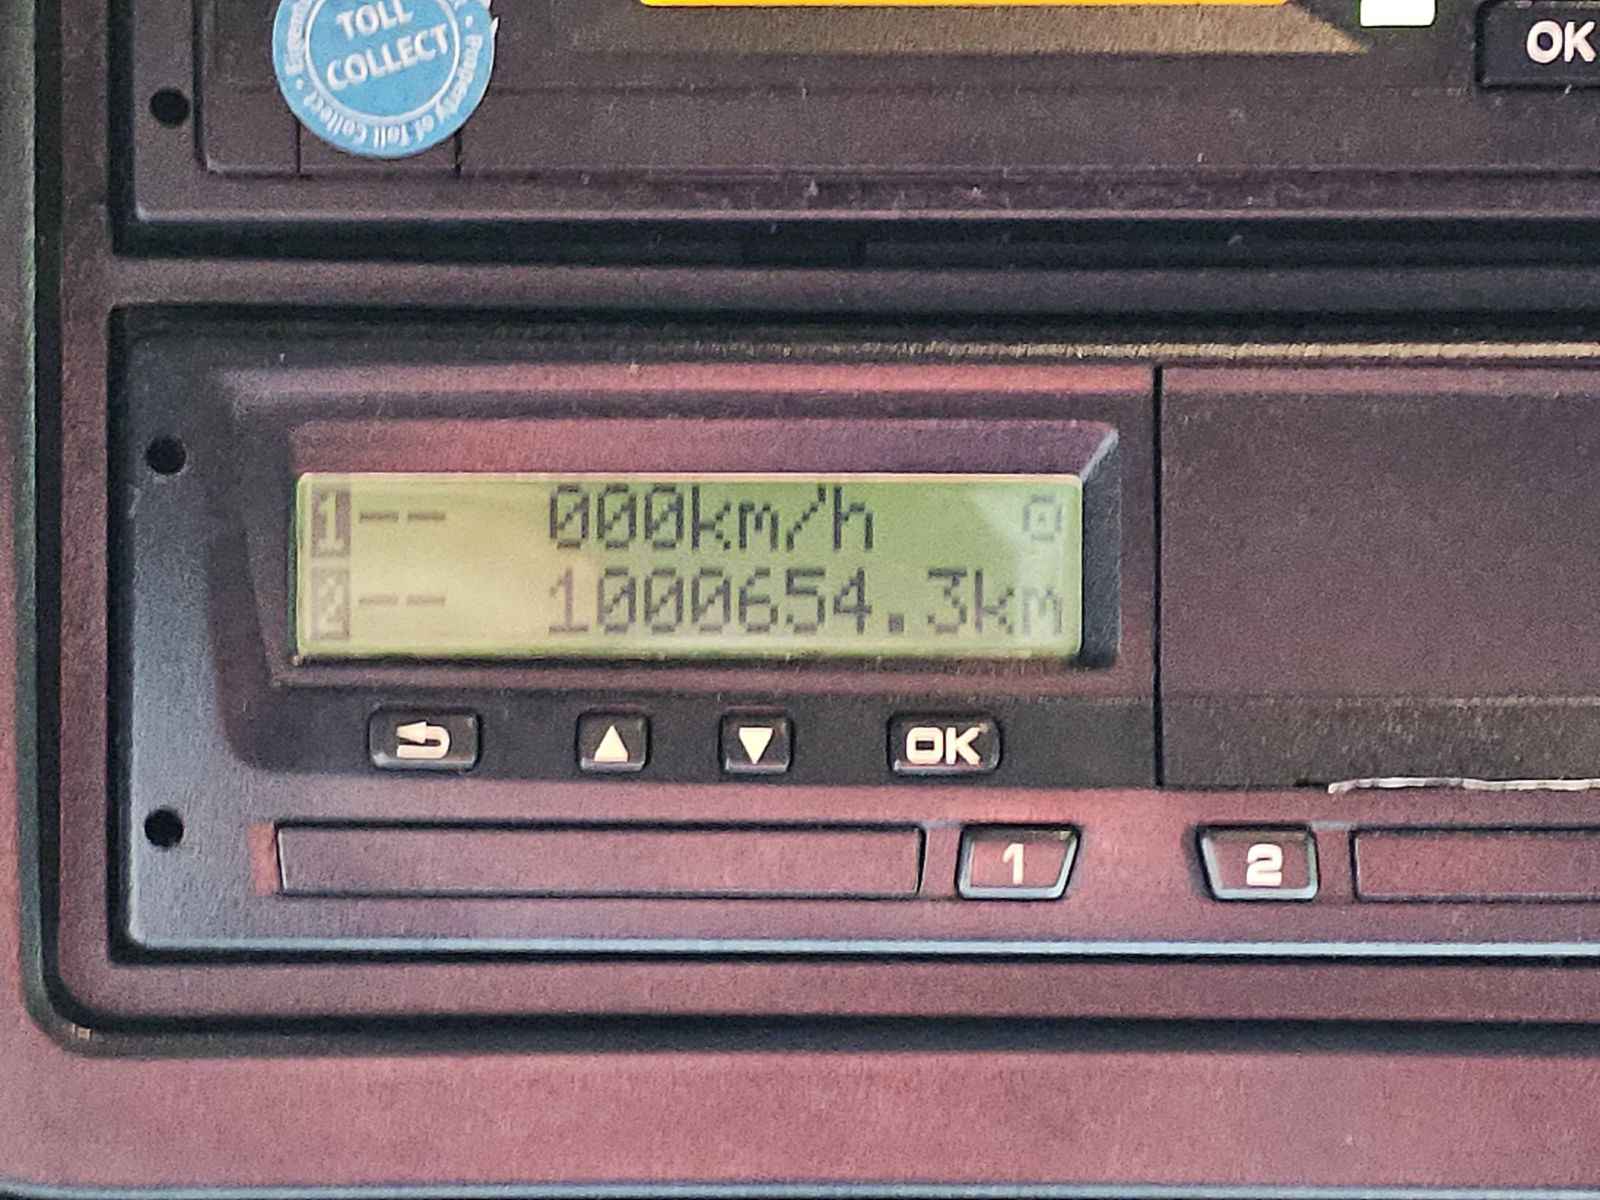 TOLL
COLLECT
Property of Toll Collect
OK
1 -- 000km/h
2 -- 1000654.3km
OK
1
2